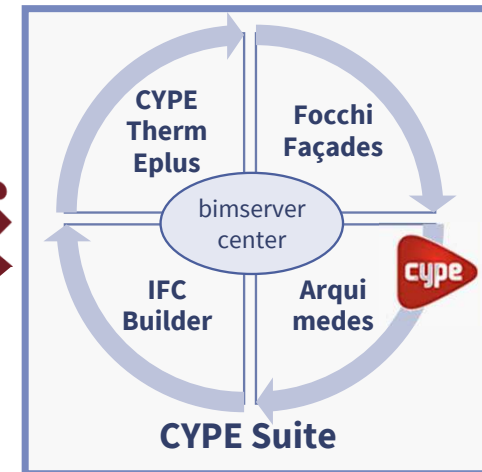 CYPE
Therm
Eplus
Focchi
Façades
bimserver
center
IFC
Builder
Arqui
medes
cype
CYPE Suite